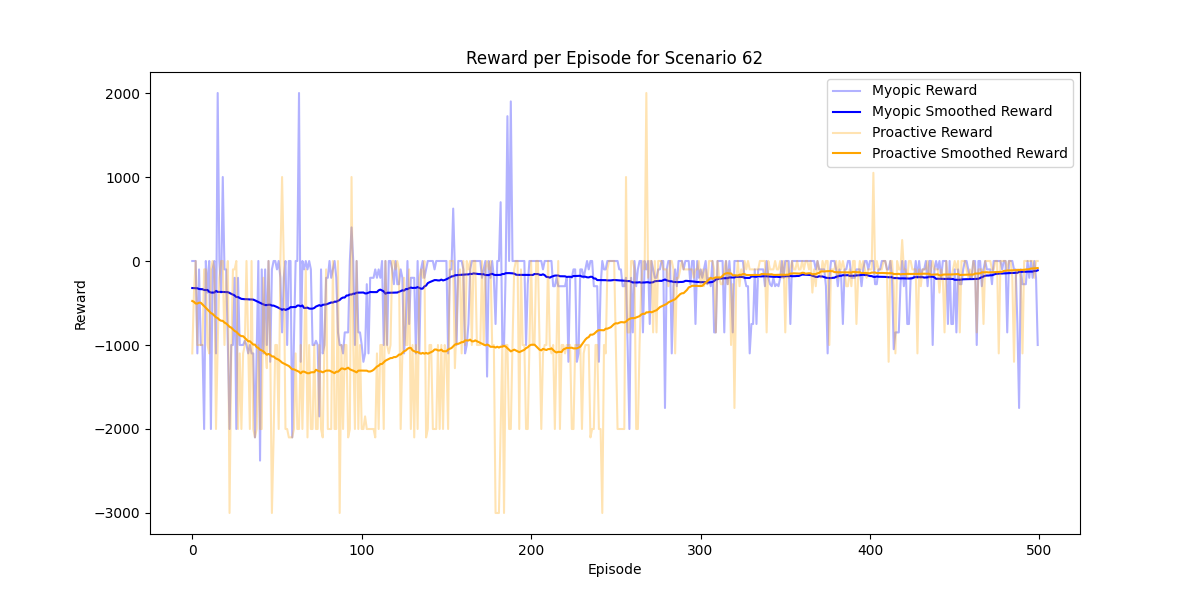 Reward per Episode for Scenario 62
Myopic Reward
Myopic Smoothed Reward
Proactive Reward
Proactive Smoothed Reward
Reward
2000
1000
0
−1000
−2000
−3000
0 100 200 300 400 500
Episode